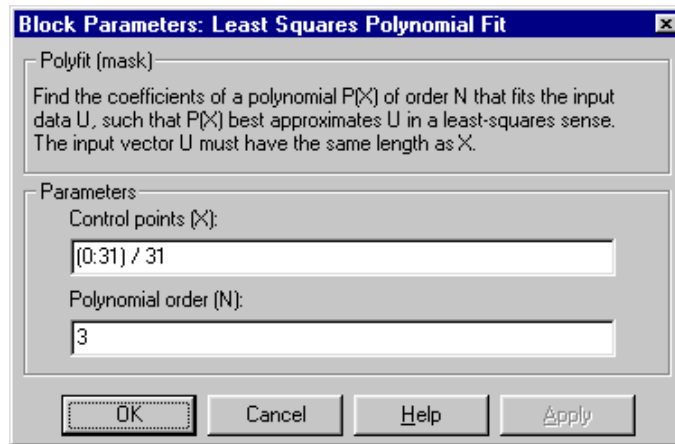 Block Parameters: Least Squares Polynomial Fit
Polyfit (mask)
Find the coefficients of a polynomial P(X) of order N that fits the input
data U, such that P(X) best approximates U in a least-squares sense.
The input vector U must have the same length as X.
Parameters
Control points (X):
(0:31) / 31
Polynomial order (N):
3
OK Cancel Help Apply